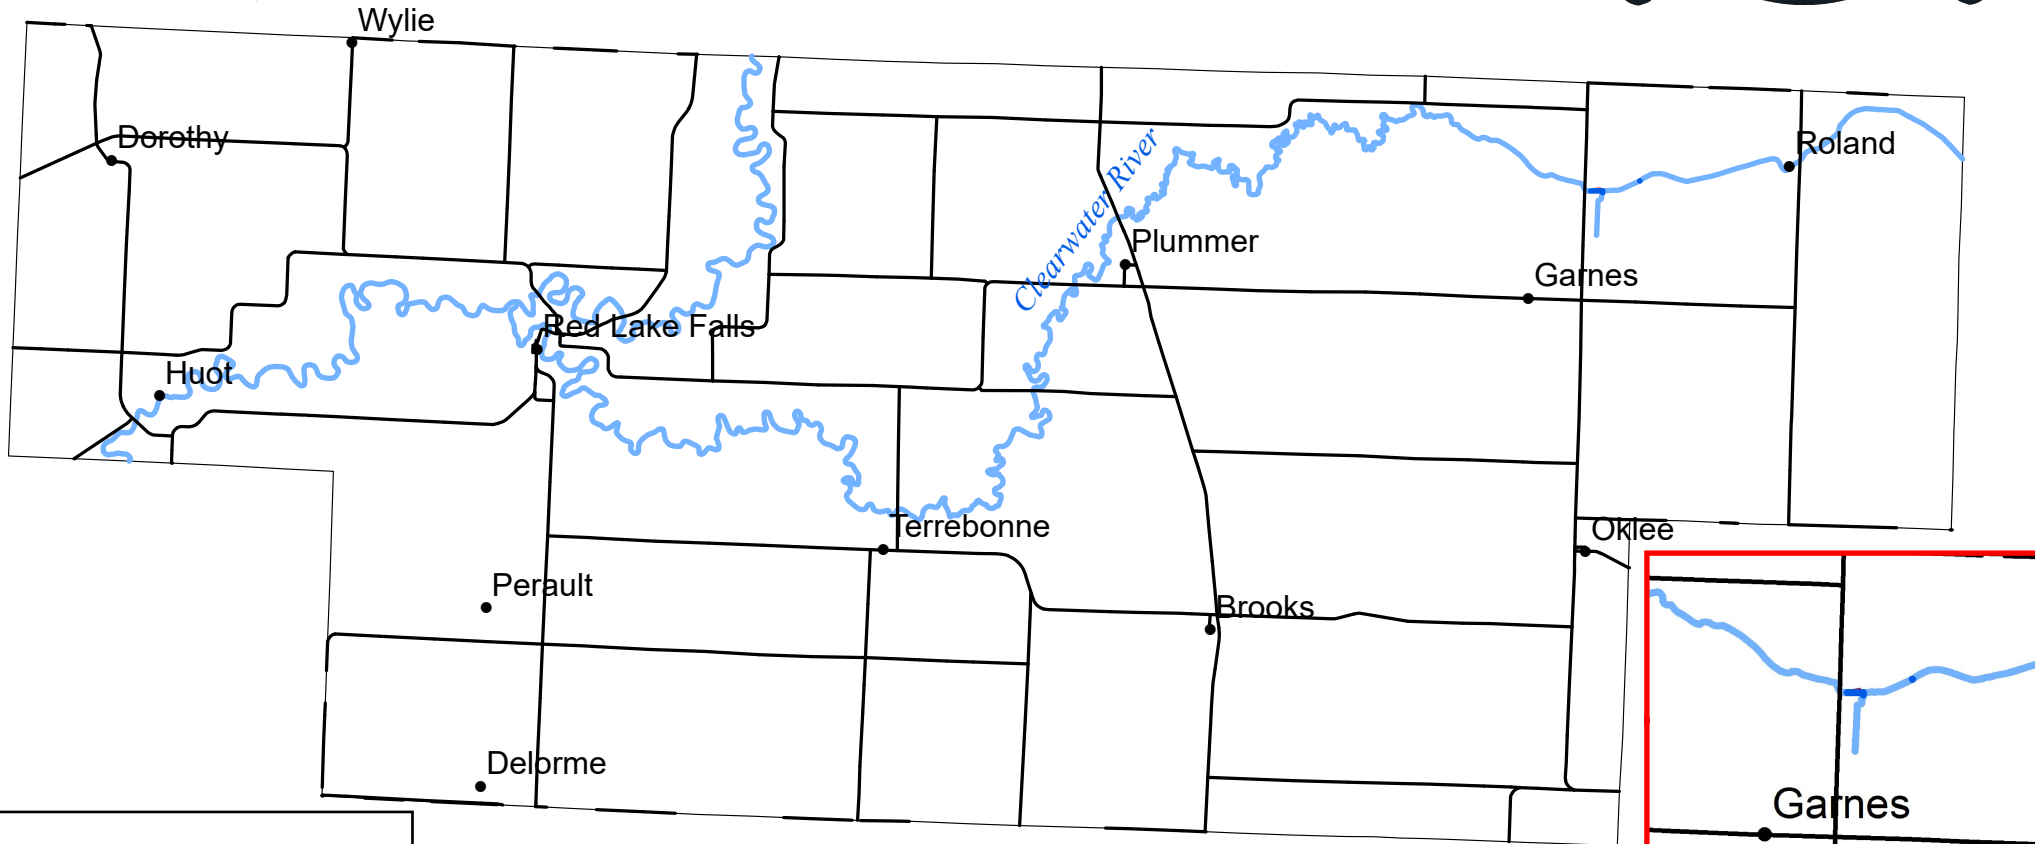 Wylie
Dorothy
Roland
Clearwater River
Plummer
Garnes
Red Lake Falls
Huot
Terrebonne
Oklee
Perault
Brooks
Delorme
Garnes